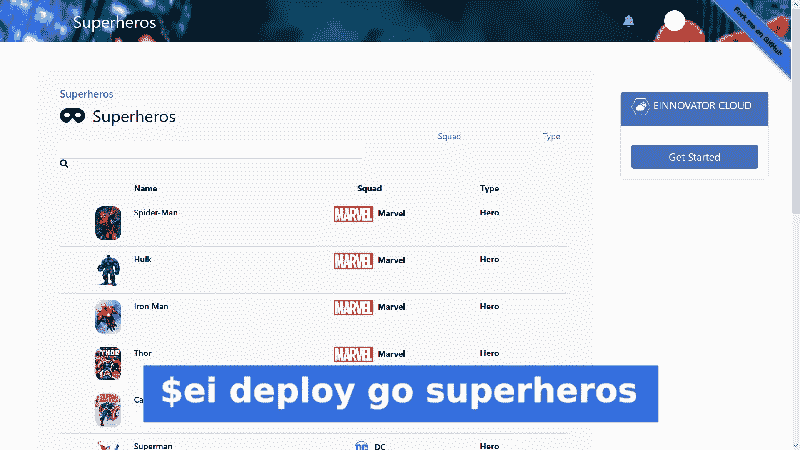 Superheros
Fork me on GitHub
Superheros
Superheros
EINNOVATOR CLOUD
Get Started
Squad Type
Name Squad Type
Spider-Man MARVEL Marvel Hero
Hulk MARVEL Marvel Hero
Iron Man MARVEL Marvel Hero
THOR Thor MARVEL Marvel Hero
Ca
$ei deploy go superheros
Superman DC DC Hero